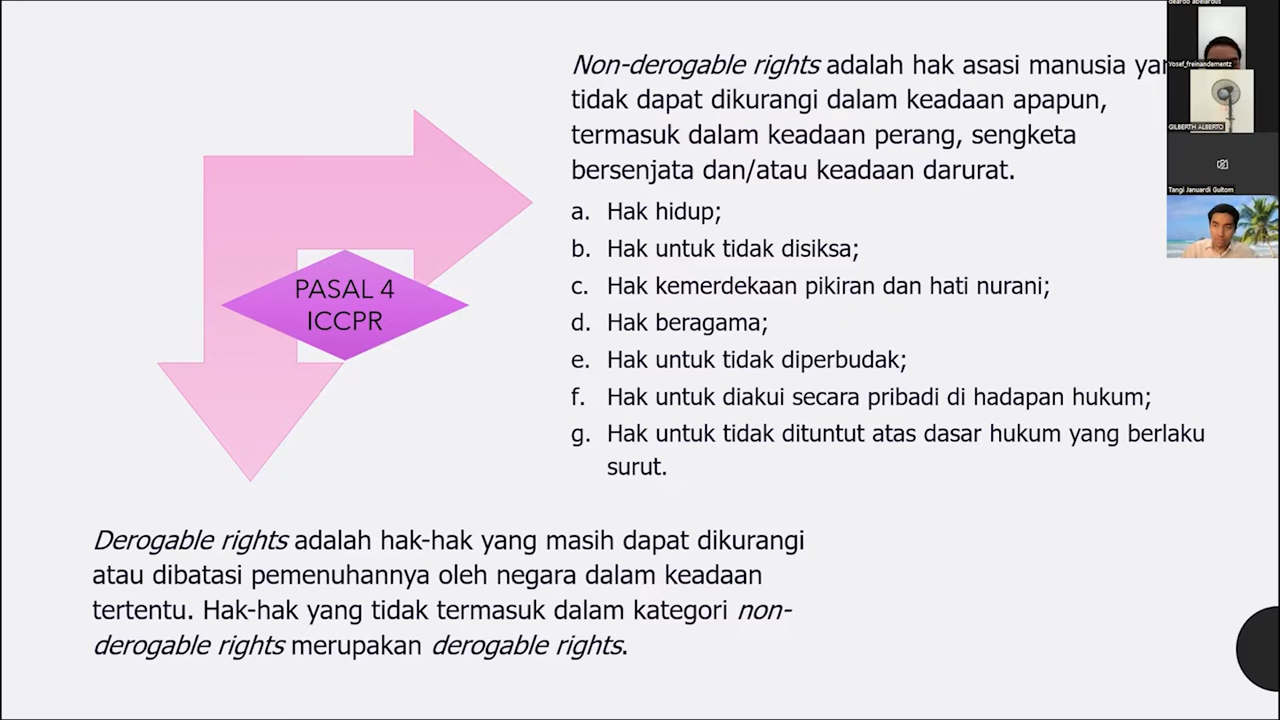 Non-derogable rights adalah hak asasi manusia
tidak dapat dikurangi dalam keadaan apapun,
termasuk dalam keadaan perang, sengketa
bersenjata dan/atau keadaan darurat.
a. Hak hidup;
b. Hak untuk tidak disiksa;
c. Hak kemerdekaan pikiran dan hati nurani;
d. Hak beragama;
e. Hak untuk tidak diperbudak;
f. Hak untuk diakui secara pribadi di hadapan hukum;
g. Hak untuk tidak dituntut atas dasar hukum yang berlaku
surut.
PASAL 4
ICCPR
Derogable rights adalah hak-hak yang masih dapat dikurangi
atau dibatasi pemenuhannya oleh negara dalam keadaan
tertentu. Hak-hak yang tidak termasuk dalam kategori non-
derogable rights merupakan derogable rights.
Yosef_freinandementz
GILBERTH ALBERTO
Tangi Januardi Gultom